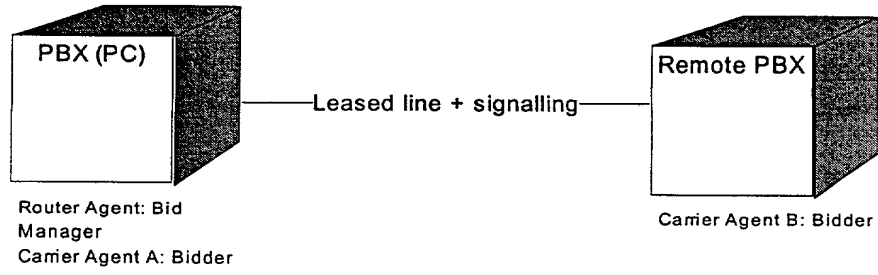 PBX (PC)
Remote PBX
Leased line + signalling
Router Agent: Bid
Manager
Carrier Agent A: Bidder
Carrier Agent B: Bidder